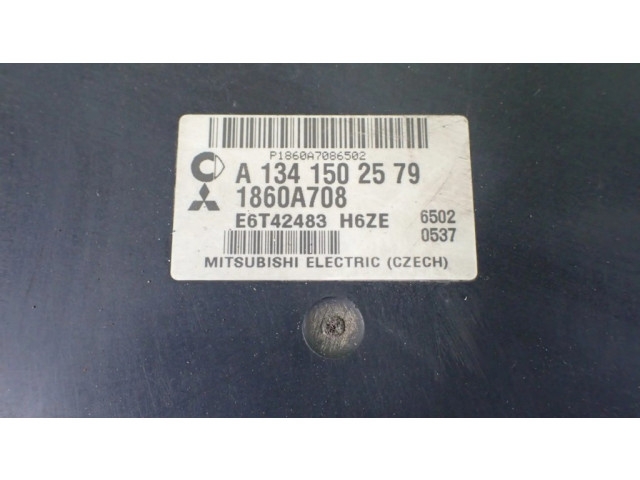 P1860A7086502
A 134 150 25 79
1860A708
E6T42483 H6ZE 6502
0537
MITSUBISHI ELECTRIC (CZECH)